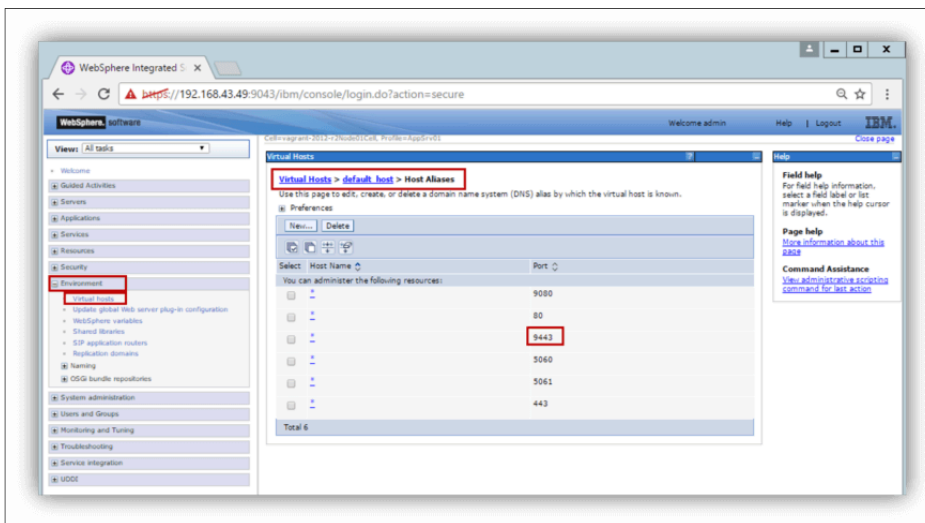 WebSphere Integrated S
https://192.168.43.49:9043/ibm/console/login.do?action=secure
WebSphere. software
Welcome admin
Help | Logout
IBM.
Cell=vagrant-2012-r2Node01Cell, Profile=AppSrv01
Close page
View: All tasks
Welcome
Guided Activities
Servers
Applications
Services
Resources
Security
Environment
Virtual hosts
Update global Web server plug-in configuration
WebSphere variables
Shared libraries
SIP application routers
Replication domains
Naming
OSGi bundle repositories
System administration
Users and Groups
Monitoring and Tuning
Troubleshooting
Service integration
UDDI
Virtual Hosts
Virtual Hosts > default_host > Host Aliases
Use this page to edit, create, or delete a domain name system (DNS) alias by which the virtual host is known.
Preferences
New... Delete
Select Host Name Port
You can administer the following resources:
* 9080
* 80
* 9443
* 5060
* 5061
* 443
Total 6
Help
Field help
For field help information,
select a field label or list
marker when the help cursor
is displayed.
Page help
More information about this
page
Command Assistance
View administrative scripting
command for last action